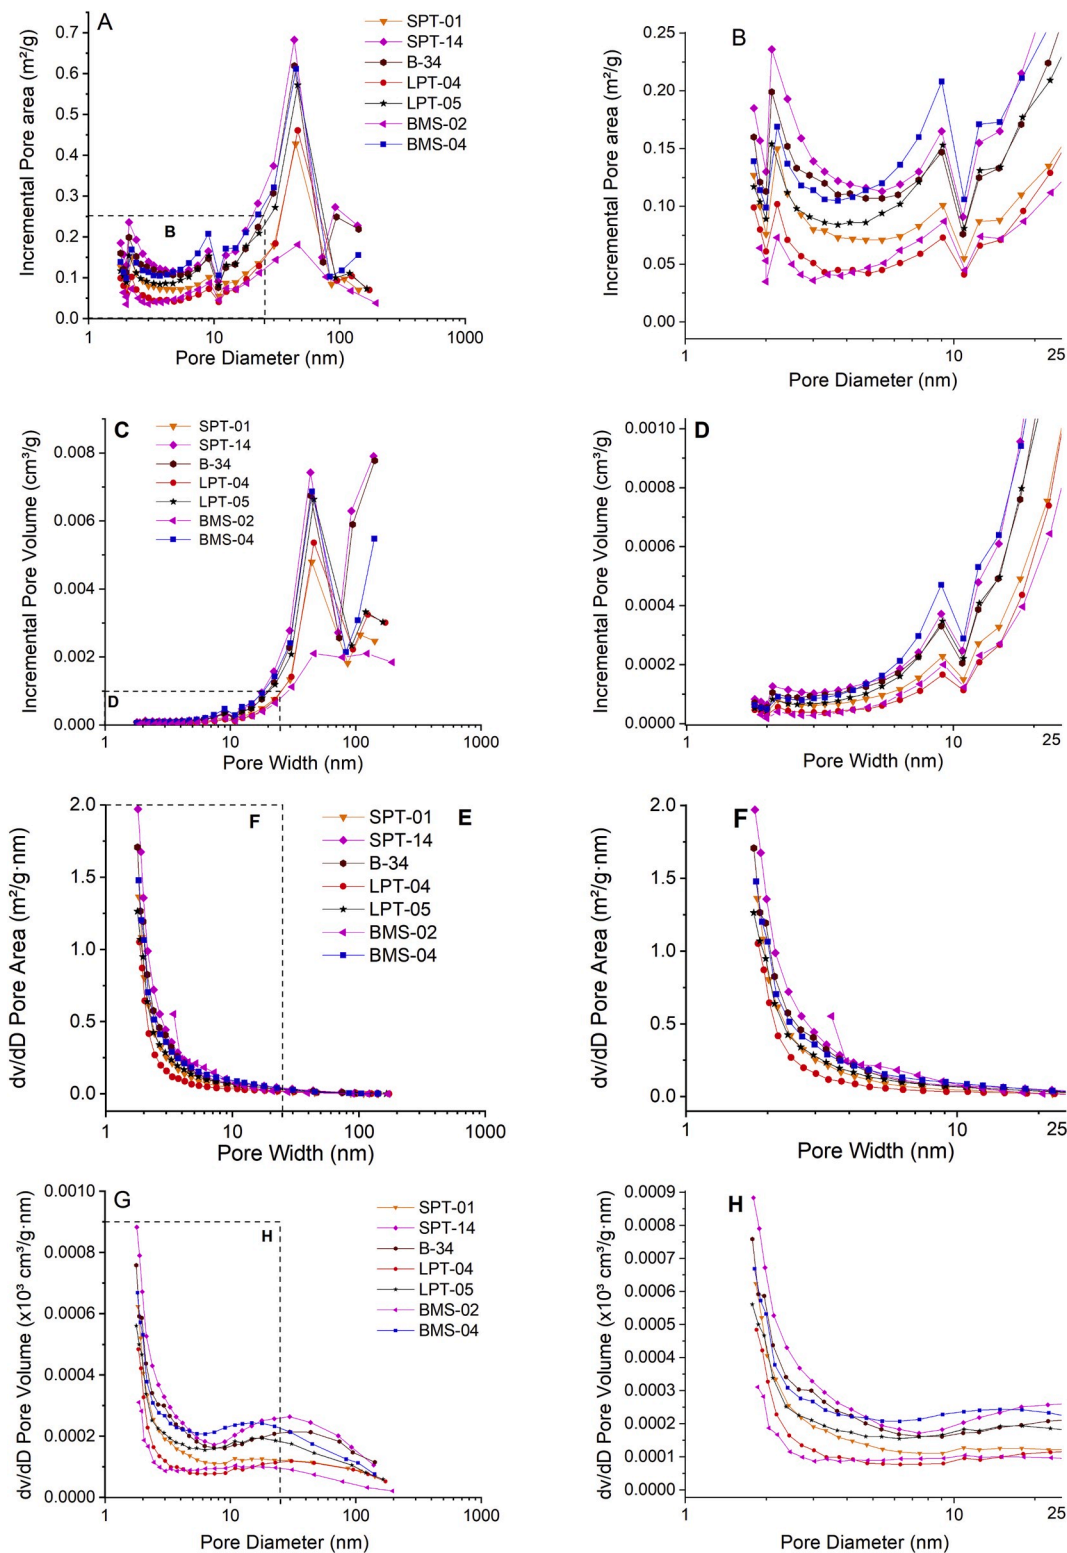 A
SPT-01
SPT-14
B-34
LPT-04
LPT-05
BMS-02
BMS-04
Incremental Pore area (m²/g)
0.7
0.6
0.5
0.4
0.3
0.2
0.1
0.0
B
1
10
100
1000
Pore Diameter (nm)
B
Incremental Pore area (m²/g)
0.25
0.20
0.15
0.10
0.05
0.00
1
10
25
Pore Diameter (nm)
C
SPT-01
SPT-14
B-34
LPT-04
LPT-05
BMS-02
BMS-04
Incremental Pore Volume (cm³/g)
0.008
0.006
0.004
0.002
0.000
D
1
10
100
1000
Pore Width (nm)
D
Incremental Pore Volume (cm³/g)
0.0010
0.0008
0.0006
0.0004
0.0002
0.0000
1
10
25
Pore Width (nm)
E
F
SPT-01
SPT-14
B-34
LPT-04
LPT-05
BMS-02
BMS-04
dv/dD Pore Area (m²/g·nm)
2.0
1.5
1.0
0.5
0.0
1
10
100
1000
Pore Width (nm)
F
dv/dD Pore Area (m²/g·nm)
2.0
1.5
1.0
0.5
0.0
1
10
25
Pore Width (nm)
G
H
SPT-01
SPT-14
B-34
LPT-04
LPT-05
BMS-02
BMS-04
dv/dD Pore Volume (x10³ cm³/g·nm)
0.0010
0.0008
0.0006
0.0004
0.0002
0.0000
1
10
100
1000
Pore Diameter (nm)
H
dv/dD Pore Volume (x10³ cm³/g·nm)
0.0009
0.0008
0.0007
0.0006
0.0005
0.0004
0.0003
0.0002
0.0001
0.0000
1
10
25
Pore Diameter (nm)